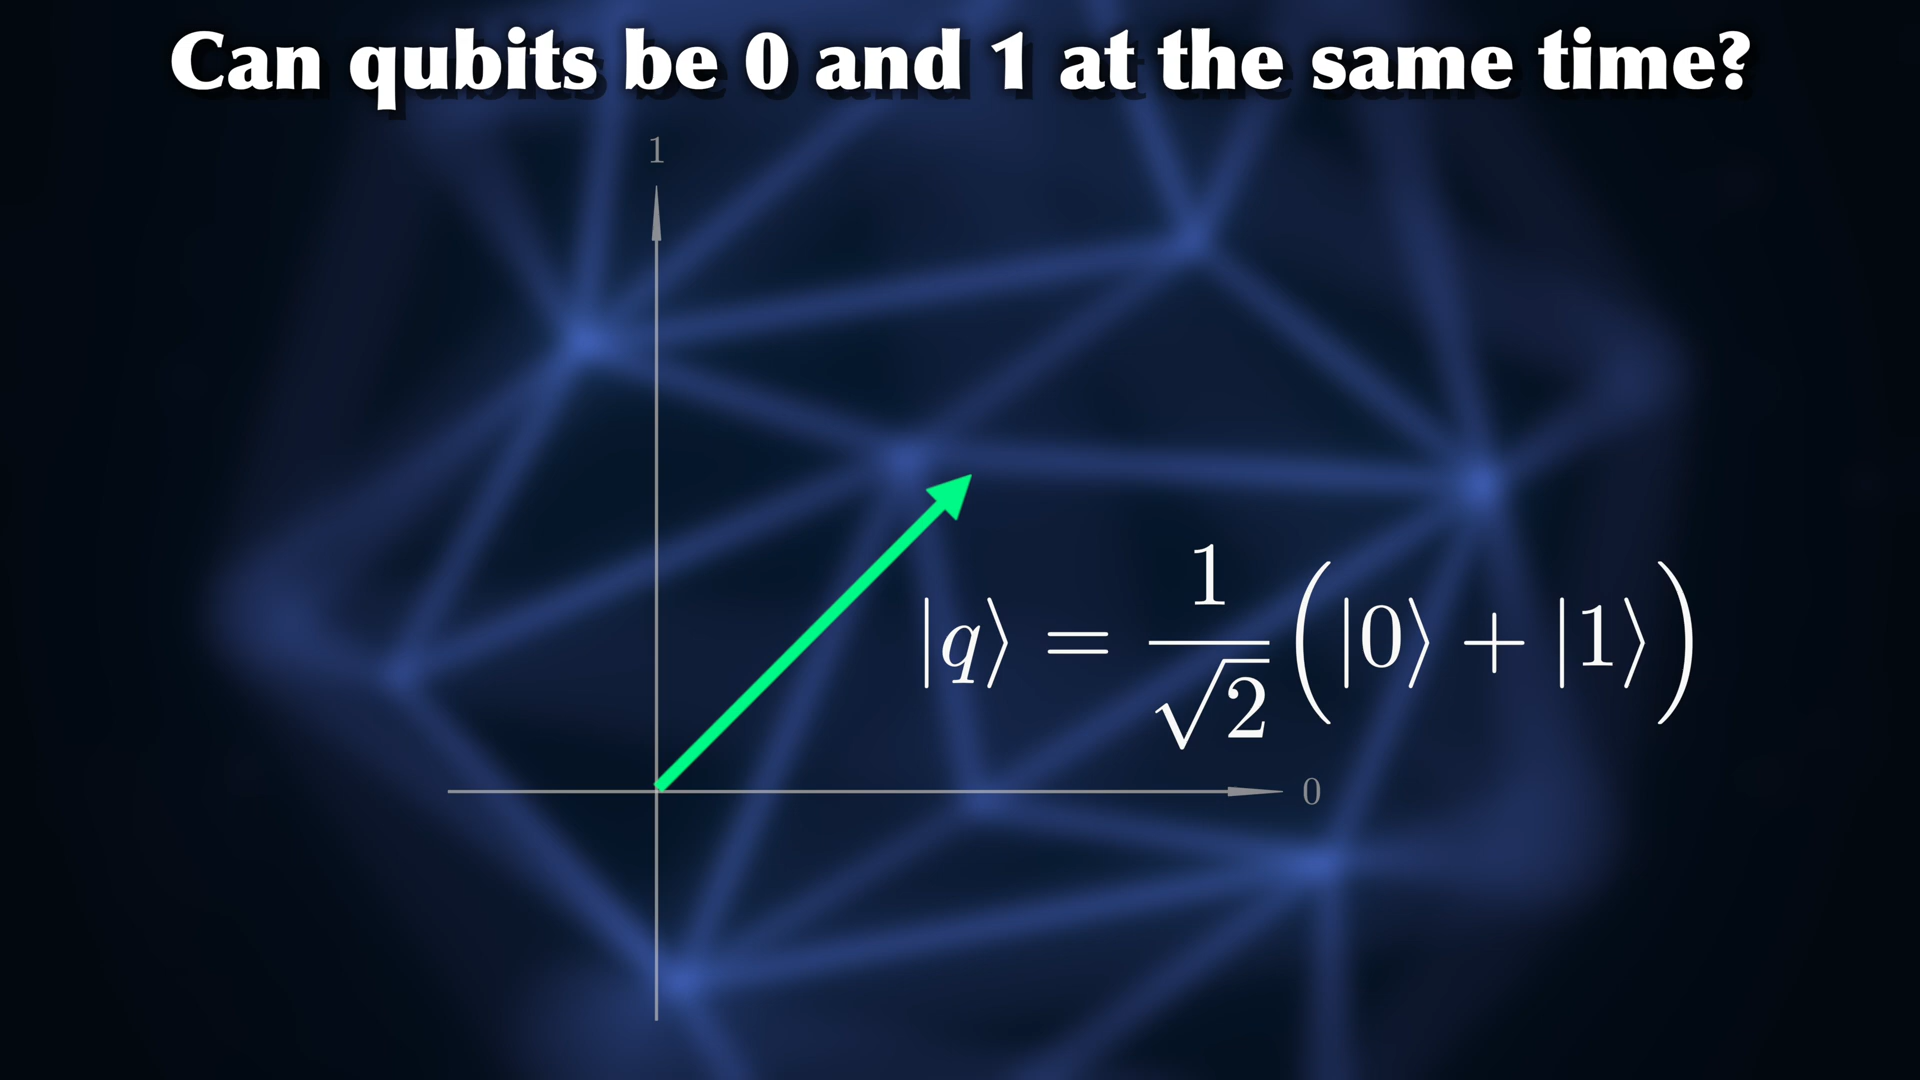 Can qubits be 0 and 1 at the same time?
1
|q⟩ = 1/√2 (|0⟩ + |1⟩)
0